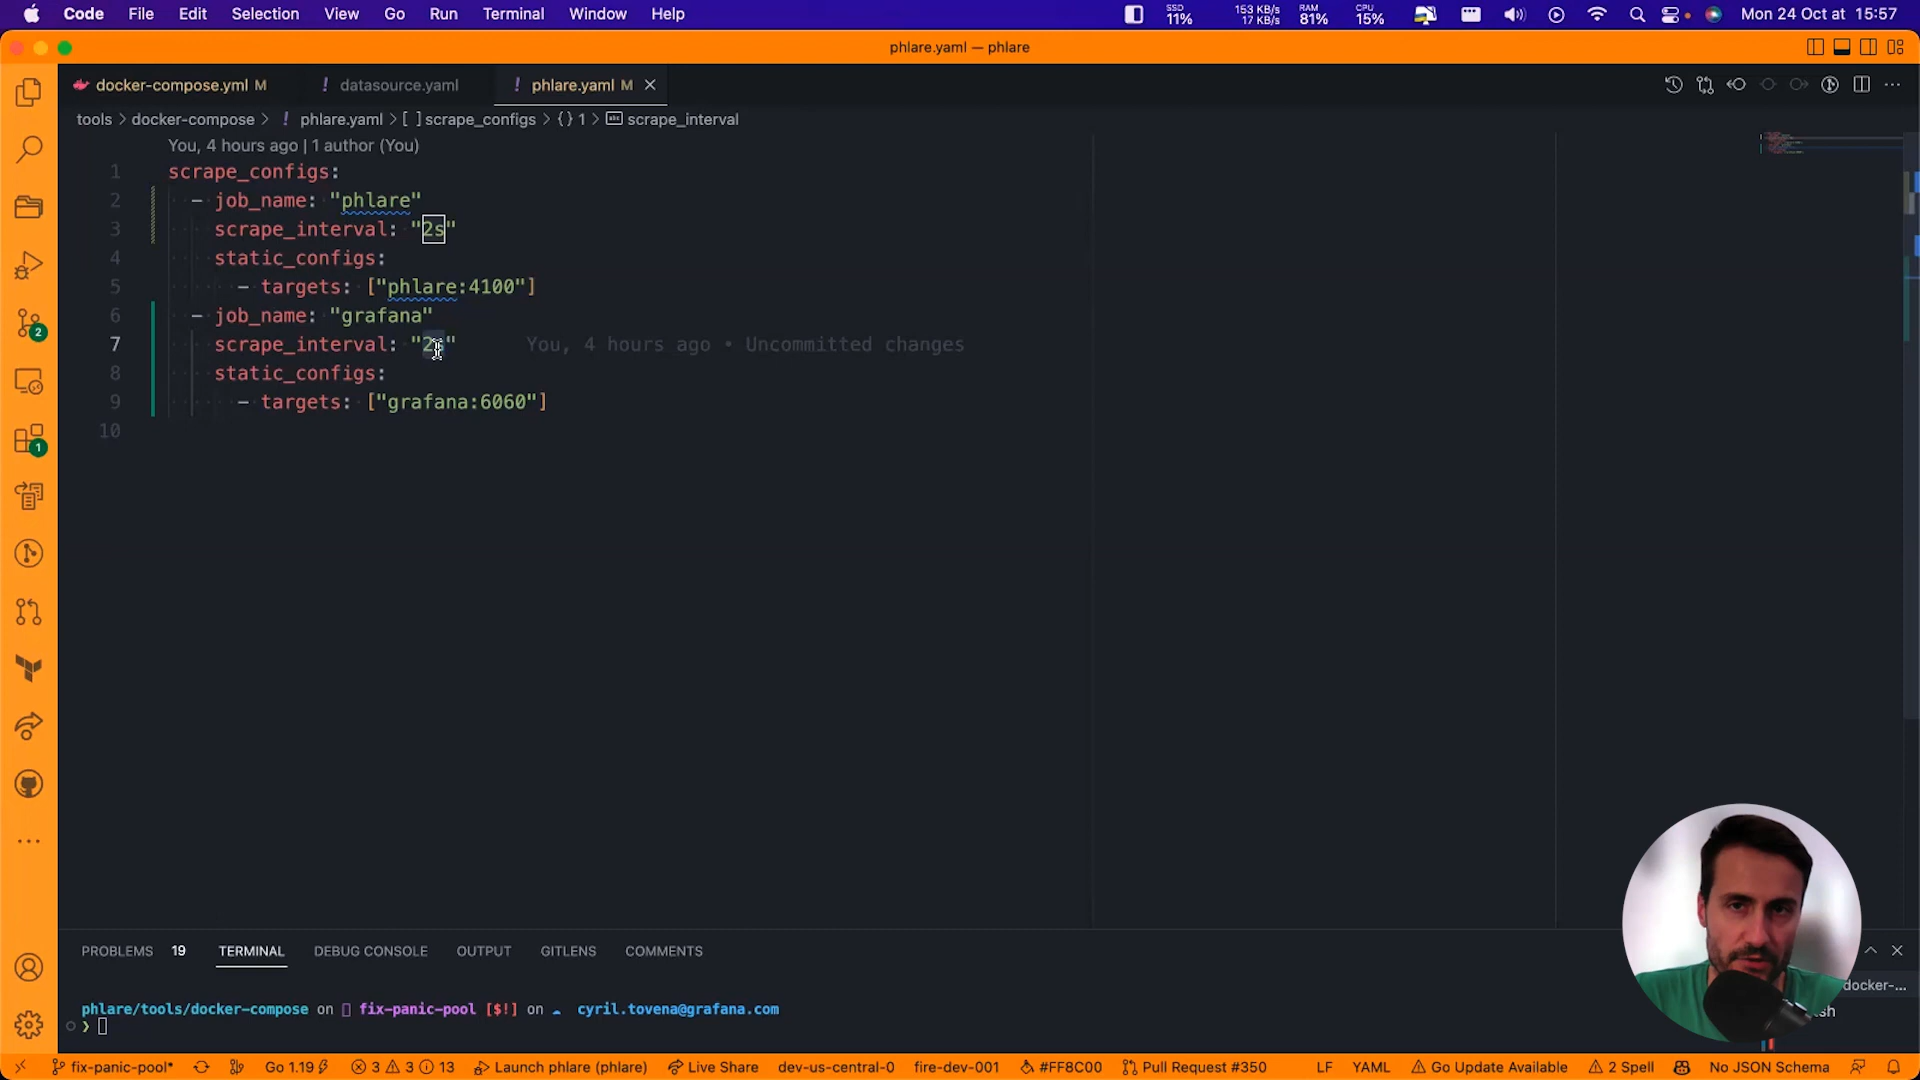 Code File Edit Selection View Go Run Terminal Window Help SSD 11% 153 KB/s 17 KB/s RAM 81% CPU 15% Mon 24 Oct at 15:57
phlare.yaml — phlare
docker-compose.yml M ! datasource.yaml ! phlare.yaml M
tools > docker-compose > ! phlare.yaml > [ ] scrape_configs > {} 1 > abc scrape_interval
You, 4 hours ago | 1 author (You)
1 scrape_configs:
2 - job_name: "phlare"
3 scrape_interval: "2s"
4 static_configs:
5 - targets: ["phlare:4100"]
6 - job_name: "grafana"
7 scrape_interval: "2s" You, 4 hours ago • Uncommitted changes
8 static_configs:
9 - targets: ["grafana:6060"]
10
2
1
PROBLEMS 19 TERMINAL DEBUG CONSOLE OUTPUT GITLENS COMMENTS
docker-...
phlare/tools/docker-compose on fix-panic-pool [$!] on cyril.tovena@grafana.com
❯
fix-panic-pool* Go 1.19 3 3 13 Launch phlare (phlare) Live Share dev-us-central-0 fire-dev-001 #FF8C00 Pull Request #350 LF YAML Go Update Available 2 Spell No JSON Schema